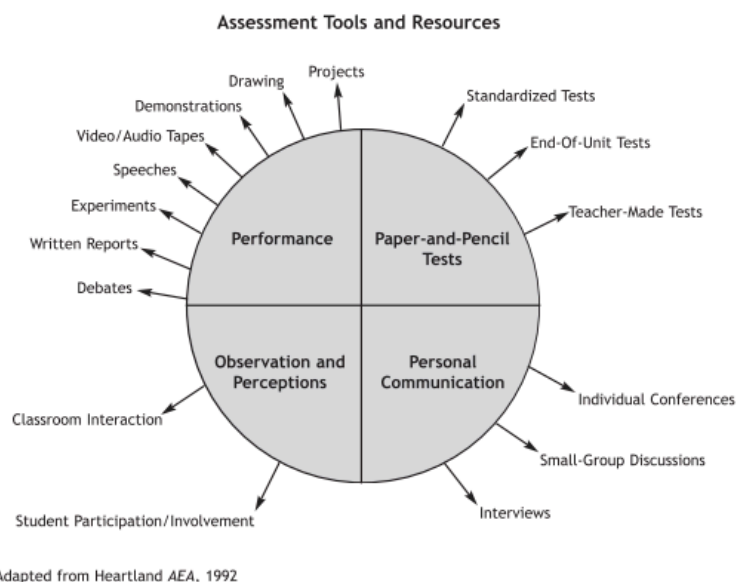 Assessment Tools and Resources
Projects
Drawing
Demonstrations
Video/Audio Tapes
Speeches
Experiments
Written Reports
Debates
Standardized Tests
End-Of-Unit Tests
Teacher-Made Tests
Performance
Paper-and-Pencil
Tests
Observation and
Perceptions
Personal
Communication
Classroom Interaction
Student Participation/Involvement
Individual Conferences
Small-Group Discussions
Interviews
Adapted from Heartland AEA, 1992